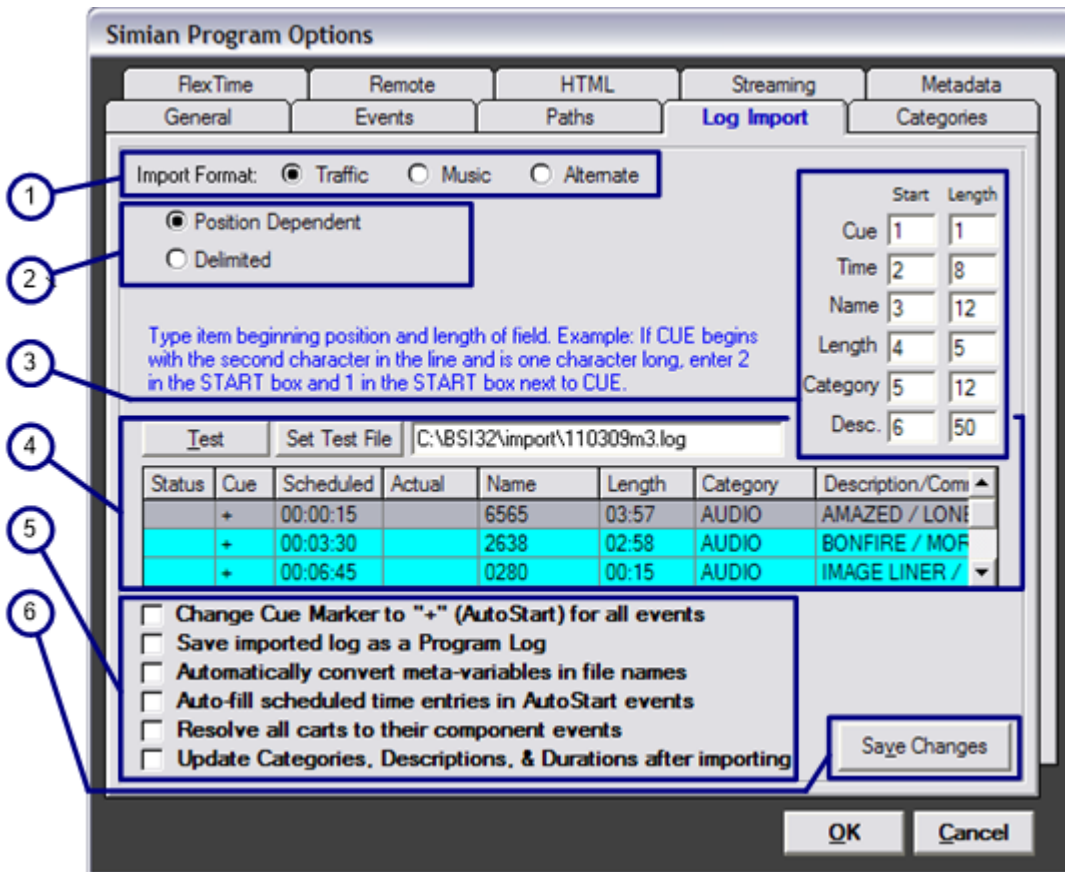 Simian Program Options
FlexTime Remote HTML Streaming Metadata
General Events Paths Log Import Categories
1
Import Format: Traffic Music Alternate
2
Position Dependent
Delimited
Start Length
Cue 1 1
Time 2 8
Name 3 12
Length 4 5
Category 5 12
Desc. 6 50
3
Type item beginning position and length of field. Example: If CUE begins
with the second character in the line and is one character long, enter 2
in the START box and 1 in the START box next to CUE.
4
Test Set Test File C:\BSI32\import\110309m3.log
Status Cue Scheduled Actual Name Length Category Description/Com
+ 00:00:15 6565 03:57 AUDIO AMAZED / LONE
+ 00:03:30 2638 02:58 AUDIO BONFIRE / MOR
+ 00:06:45 0280 00:15 AUDIO IMAGE LINER /
5
Change Cue Marker to "+" (AutoStart) for all events
Save imported log as a Program Log
Automatically convert meta-variables in file names
Auto-fill scheduled time entries in AutoStart events
Resolve all carts to their component events
Update Categories, Descriptions, & Durations after importing
6
Save Changes
OK Cancel